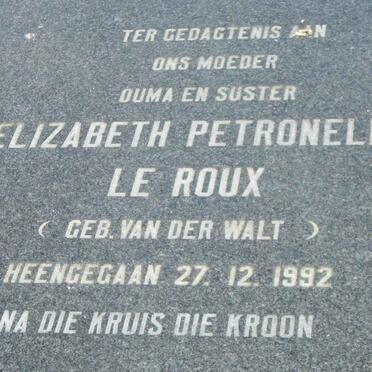 TER GEDAGTENIS AAN
ONS MOEDER
OUMA EN SUSTER
ELIZABETH PETRONELL
LE ROUX
( GEB. VAN DER WALT )
HEENGEGAAN 27. 12. 1992
NA DIE KRUIS DIE KROON